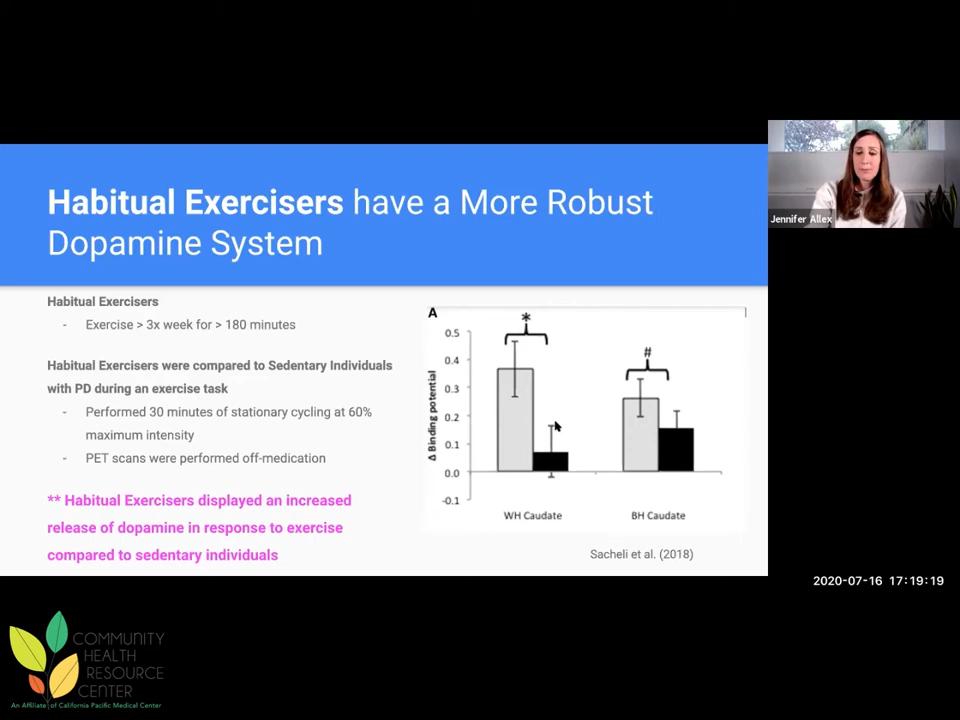 Habitual Exercisers have a More Robust
Dopamine System
Jennifer Allex
Habitual Exercisers
- Exercise > 3x week for > 180 minutes
Habitual Exercisers were compared to Sedentary Individuals
with PD during an exercise task
- Performed 30 minutes of stationary cycling at 60%
maximum intensity
- PET scans were performed off-medication
** Habitual Exercisers displayed an increased
release of dopamine in response to exercise
compared to sedentary individuals
A
*
#
Δ Binding potential
0.5
0.4
0.3
0.2
0.1
0.0
-0.1
WH Caudate
BH Caudate
Sacheli et al. (2018)
2020-07-16 17:19:19
COMMUNITY
HEALTH
RESOURCE
CENTER
An Affiliate of California Pacific Medical Center